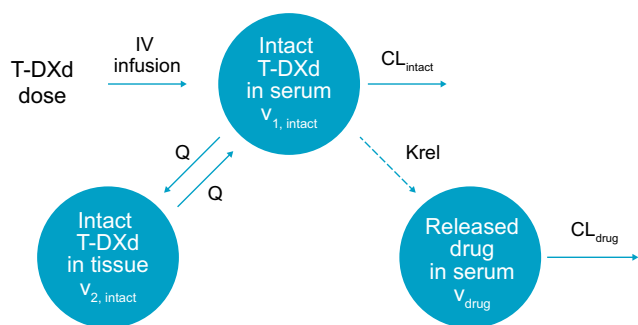 T-DXd
dose
IV
infusion
Intact
T-DXd
in serum
v1, intact
CLintact
Q
Q
Krel
Intact
T-DXd
in tissue
v2, intact
Released
drug
in serum
vdrug
CLdrug